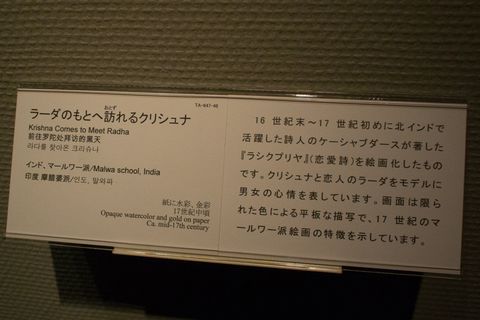 TA-647-46
おとず
ラーダのもとへ訪れるクリシュナ
Krishna Comes to Meet Radha
前往罗陀处拜访的黑天
라다를 찾아온 크리슈나
インド、マールワー派/Malwa school, India
印度 摩腊婆派/인도, 말와파
紙に水彩、金彩
17世紀中頃
Opaque watercolor and gold on paper
Ca. mid-17th century
16 世紀末～17 世紀初めに北インドで
活躍した詩人のケーシャブダースが著した
『ラシクプリヤ』(恋愛詩)を絵画化したもの
です。クリシュナと恋人のラーダをモデルに
男女の心情を表しています。画面は限ら
れた色による平板な描写で、17 世紀のマ
ールワー派絵画の特徴を示しています。